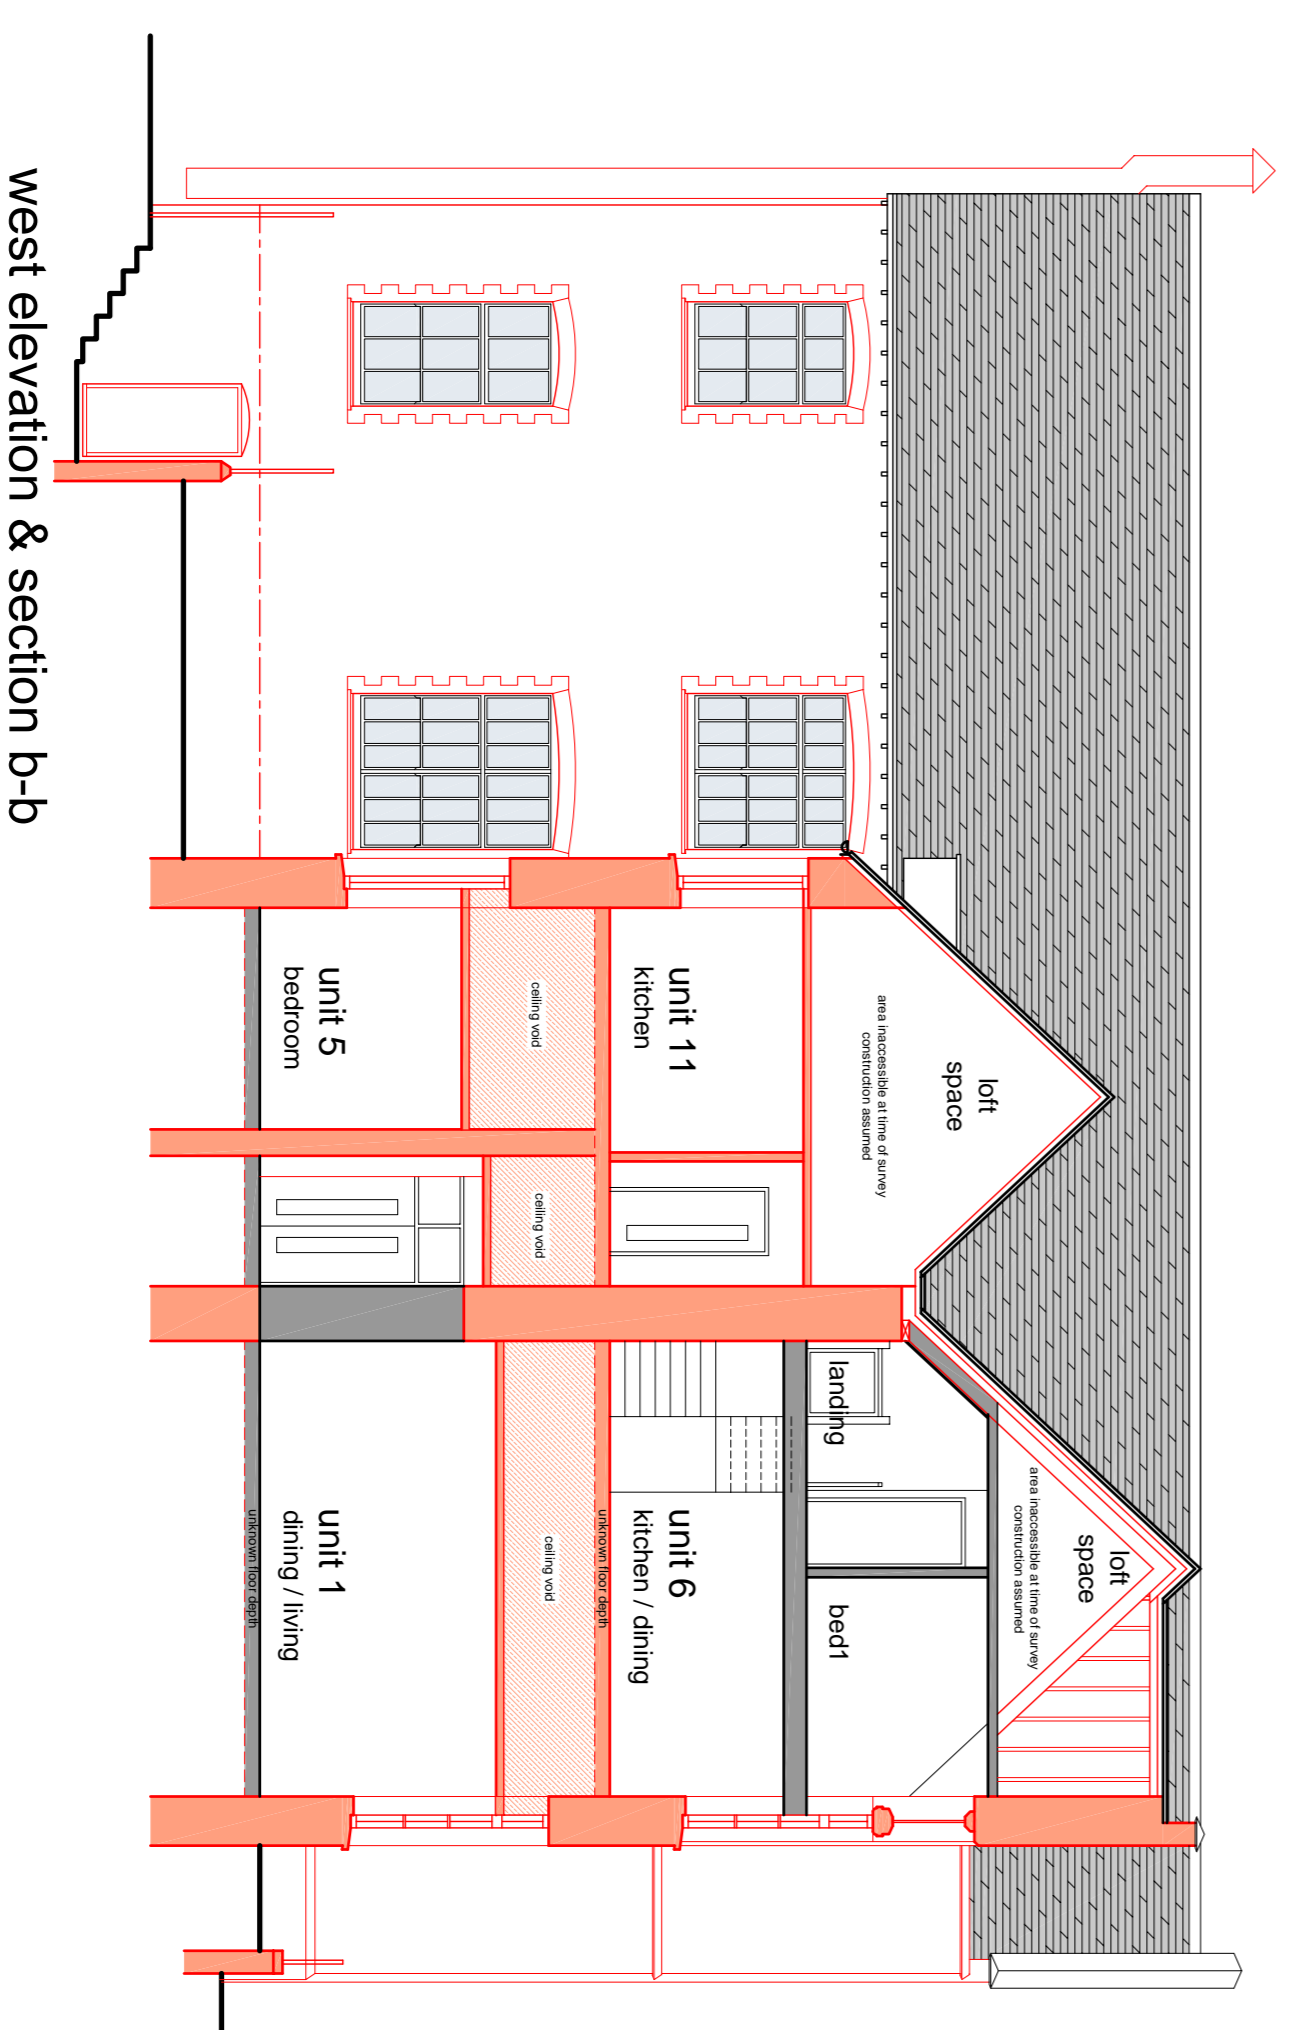 loft
space
area inaccessible at time of survey
construction assumed
loft
space
area inaccessible at time of survey
construction assumed
landing
bed1
unit 11
kitchen
unit 6
kitchen / dining
unknown floor depth
ceiling void
ceiling void
ceiling void
unit 5
bedroom
unit 1
dining / living
unknown floor depth
west elevation & section b-b